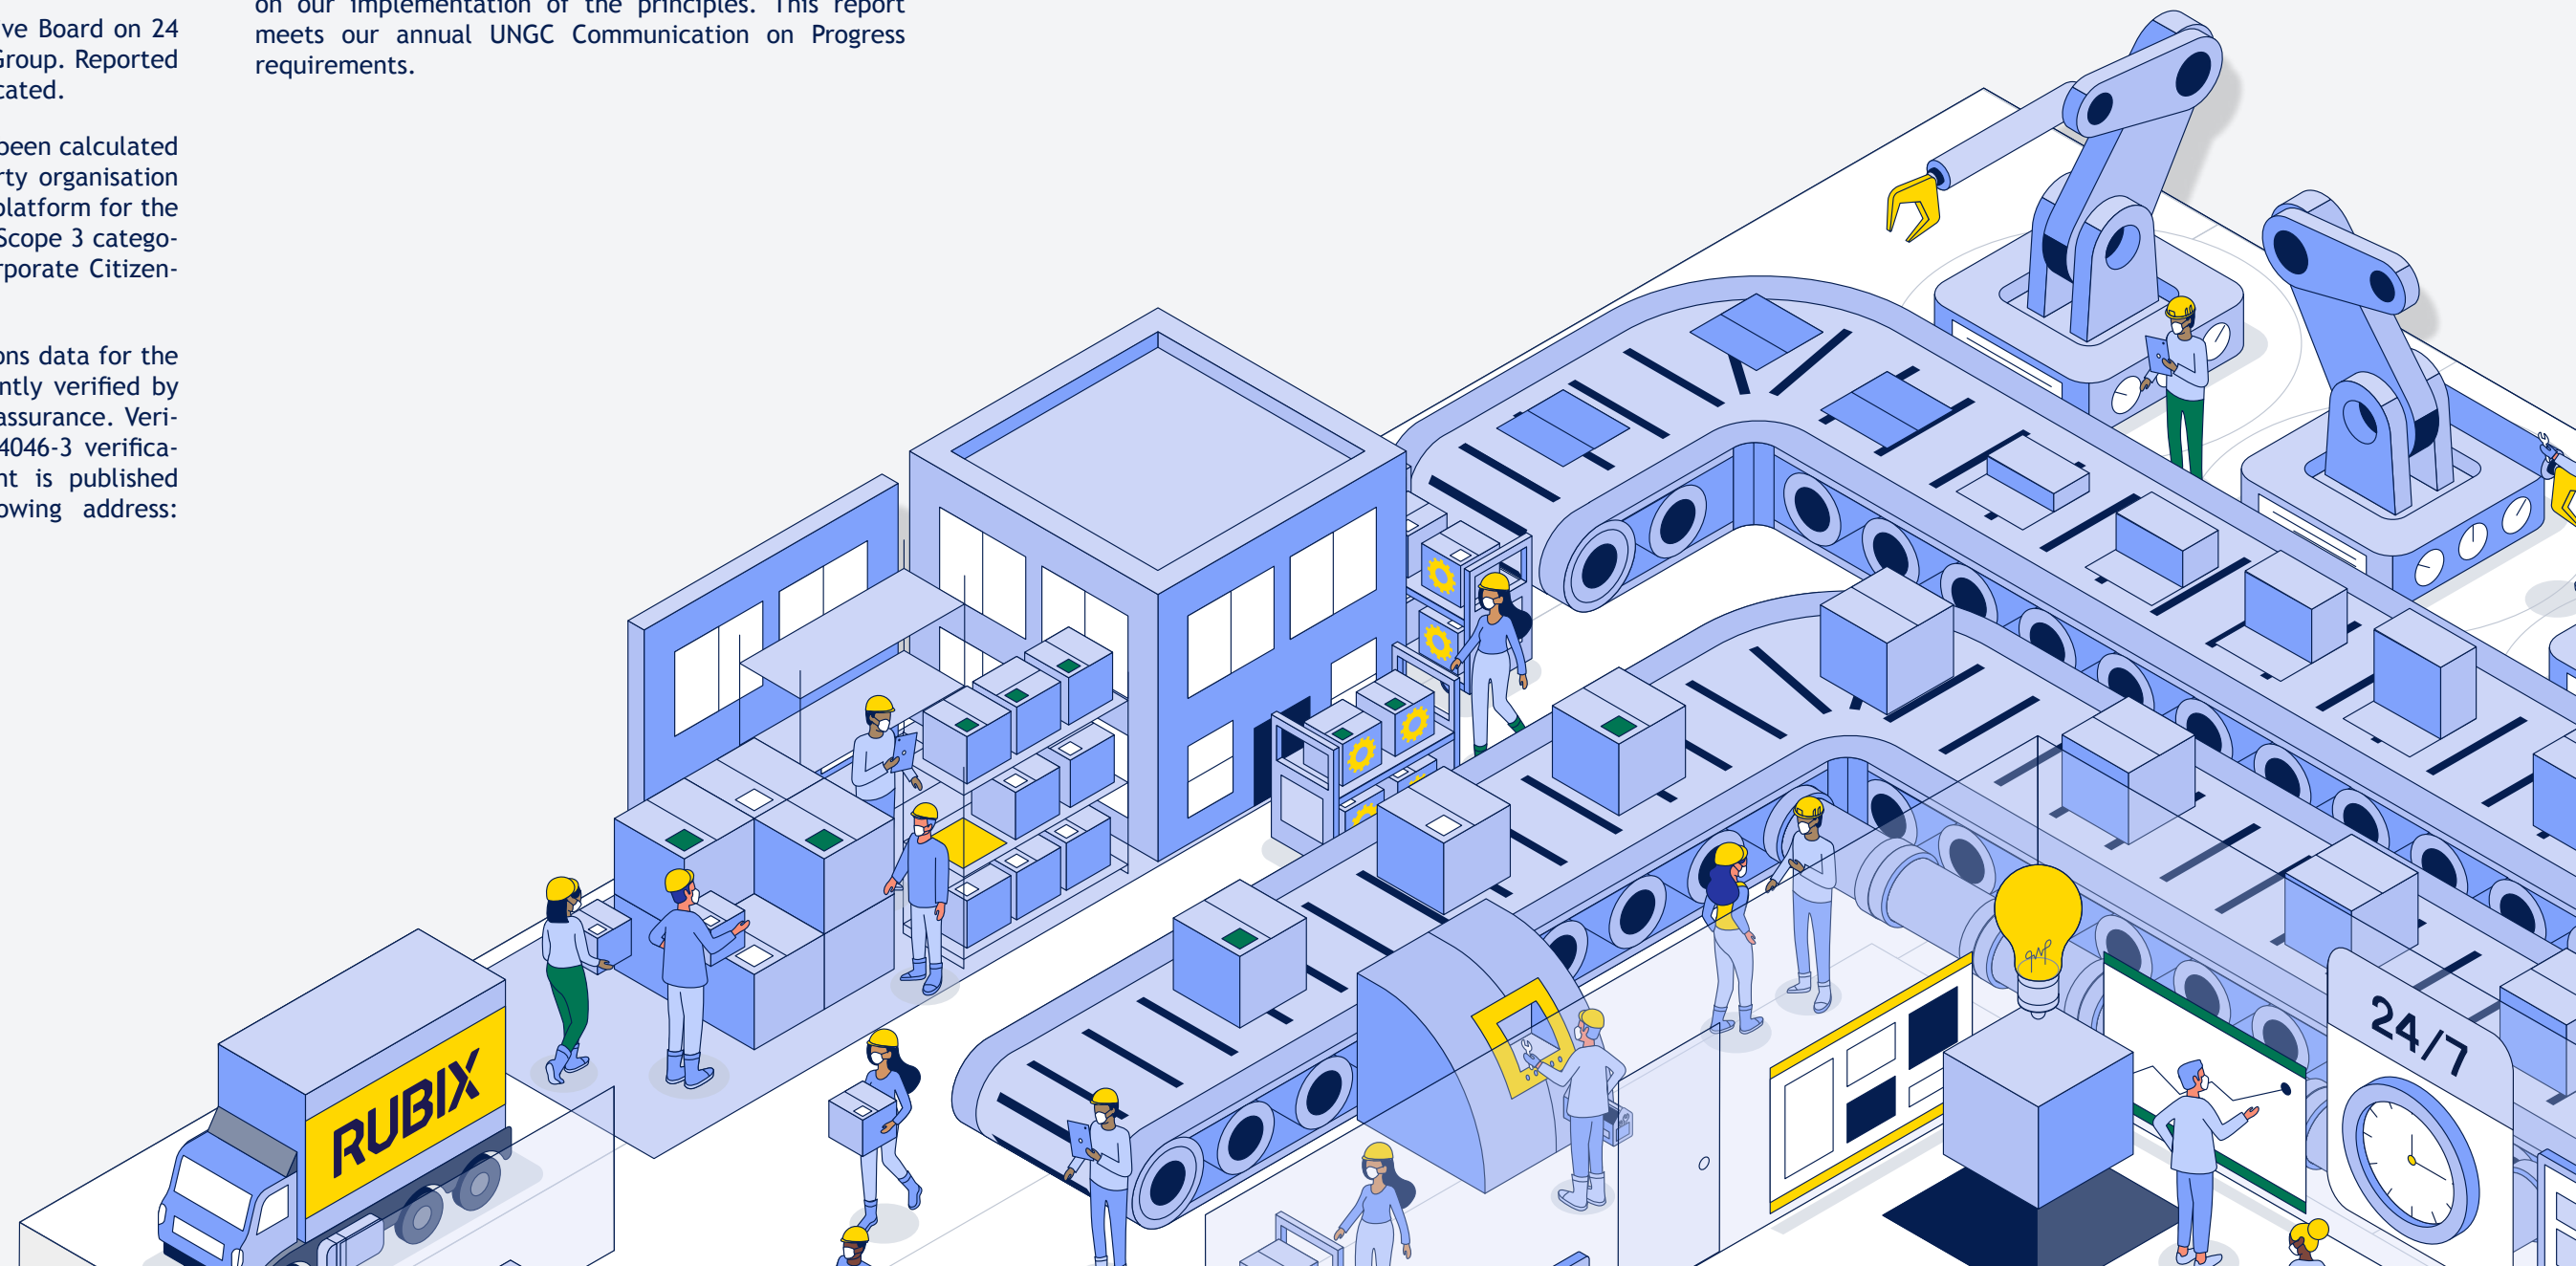 ve Board on 24
Group. Reported
cated.
been calculated
rty organisation
platform for the
Scope 3 catego-
rporate Citizen-
ons data for the
ntly verified by
assurance. Veri-
4046-3 verifica-
nt is published
owing address:
on our implementation of the principles. This report
meets our annual UNGC Communication on Progress
requirements.
RUBIX
24/7